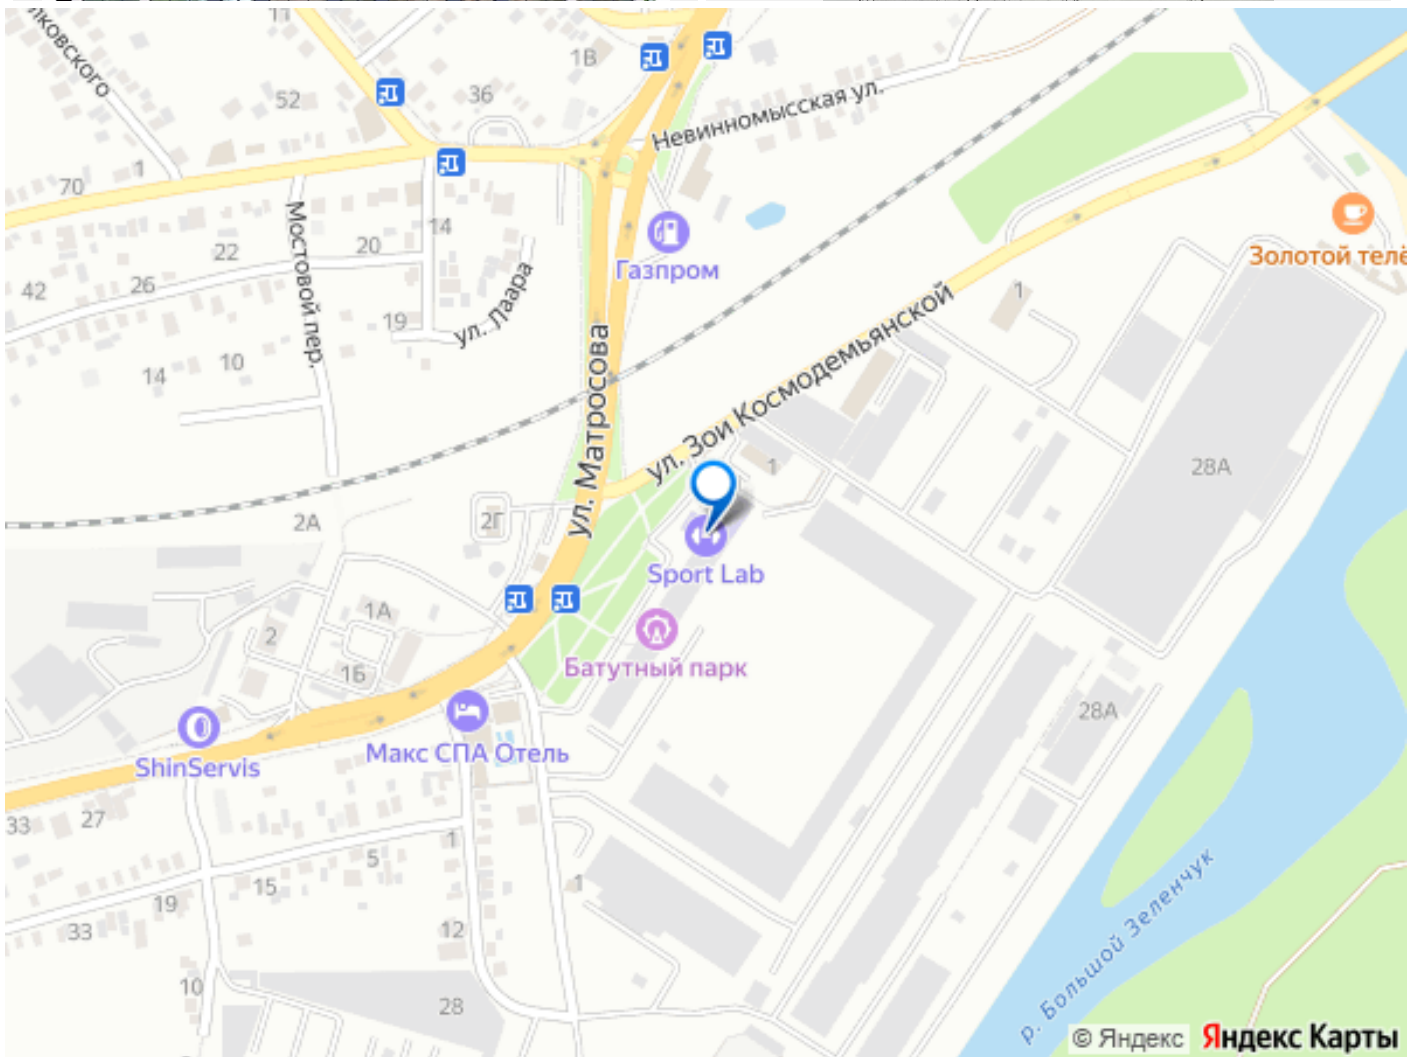 11
1В
52
36
Невинномысская ул.
1
70
Мостовой пер.
14
20
22
26
42
Газпром
Золотой телё
ул. Лаара
19
10
14
1
ул. Матросова
ул. Зои Космодемьянской
1
28А
2Г
2А
Sport Lab
1А
2
1Б
Батутный парк
28А
Макс СПА Отель
ShinServis
33
27
1
5
15
1
19
33
12
10
28
р. Большой Зеленчук
© Яндекс Яндекс Карты